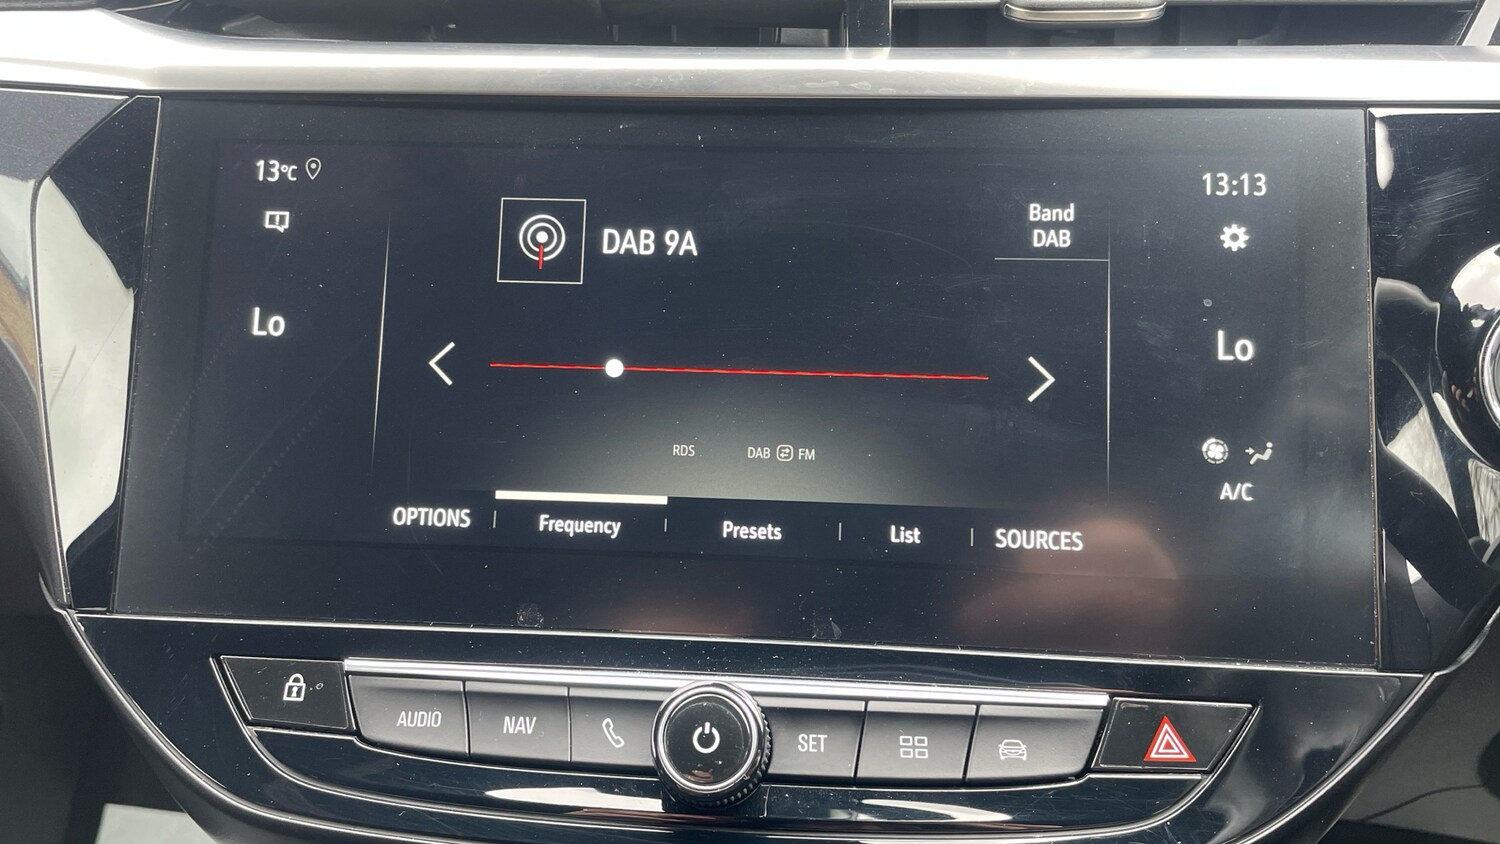 13°C
13:13
DAB 9A
Band
DAB
Lo
Lo
RDS
DAB FM
A/C
OPTIONS
Frequency
Presets
List
SOURCES
AUDIO
NAV
SET